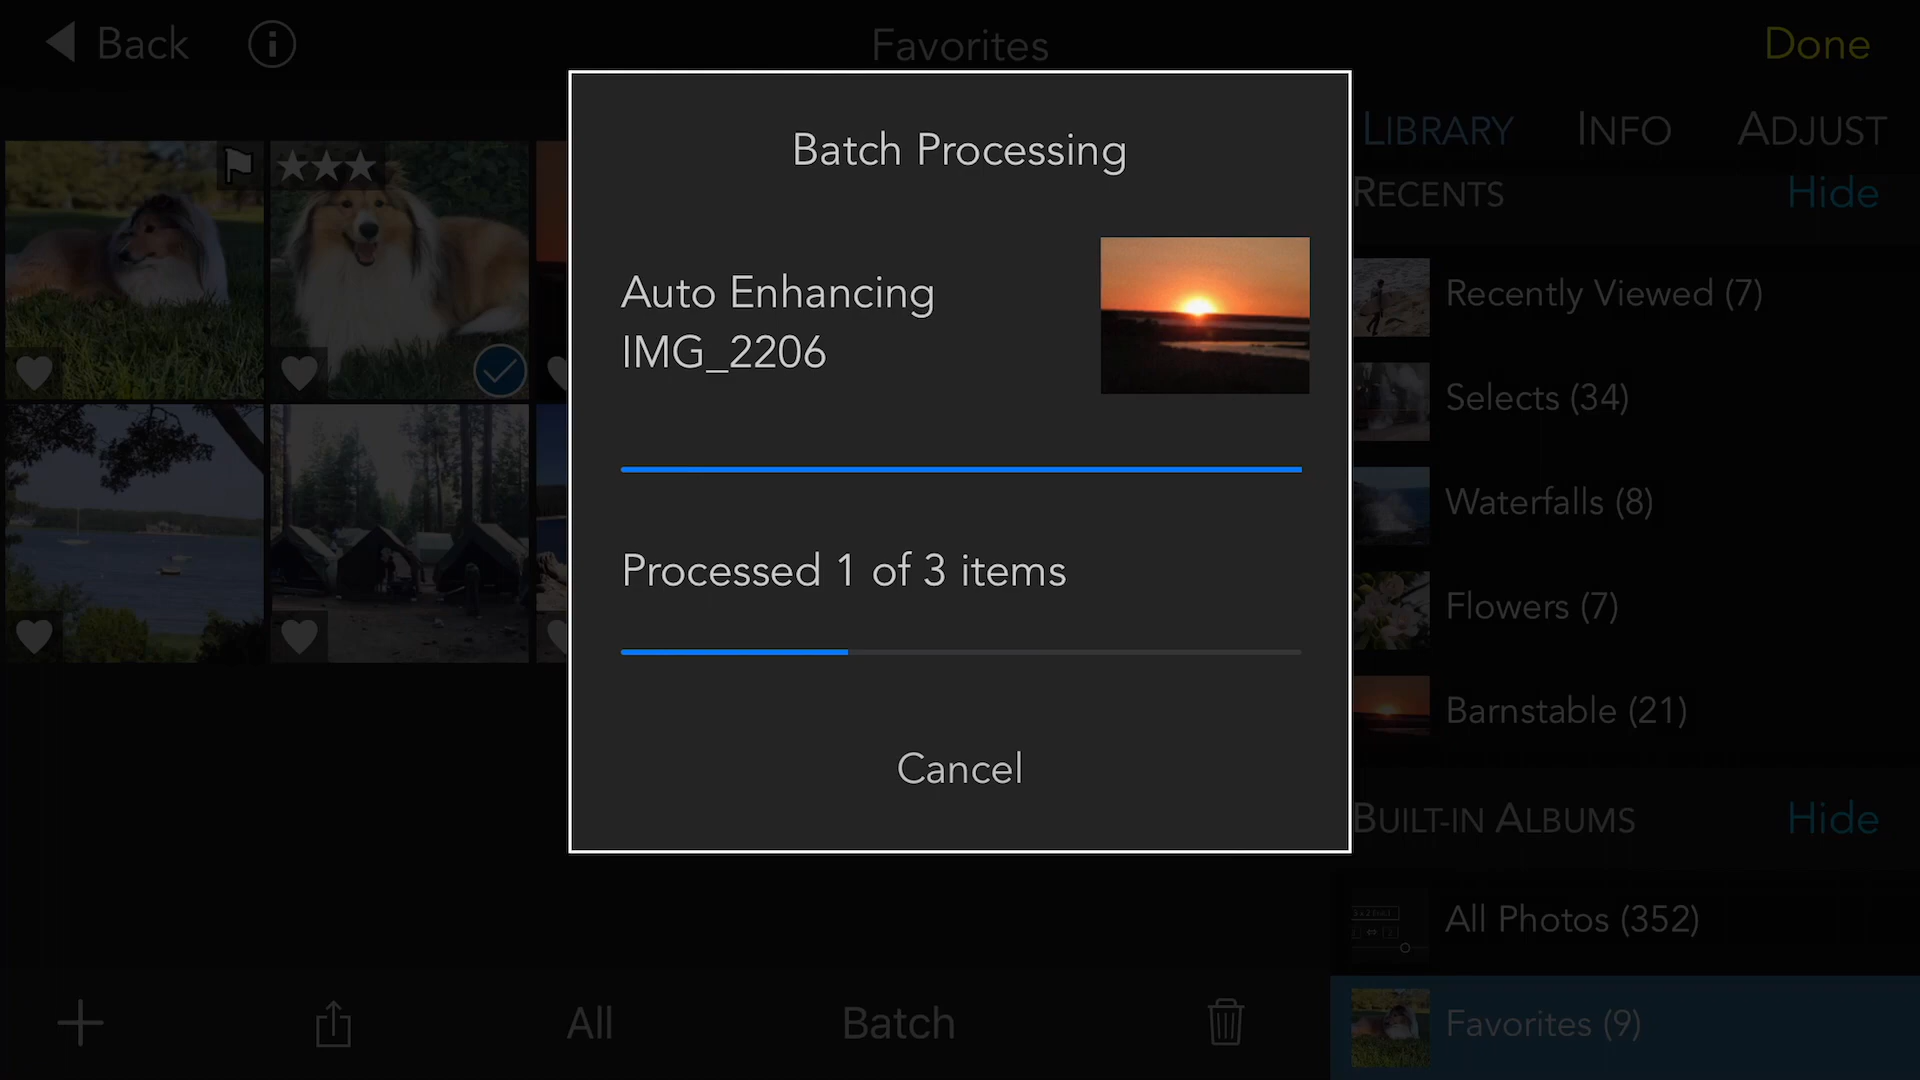 Back
Favorites
Done
LIBRARY
INFO
ADJUST
RECENTS
Hide
Recently Viewed (7)
Selects (34)
Waterfalls (8)
Flowers (7)
Barnstable (21)
BUILT-IN ALBUMS
Hide
All Photos (352)
Favorites (9)
Batch Processing
Auto Enhancing
IMG_2206
Processed 1 of 3 items
Cancel
All
Batch